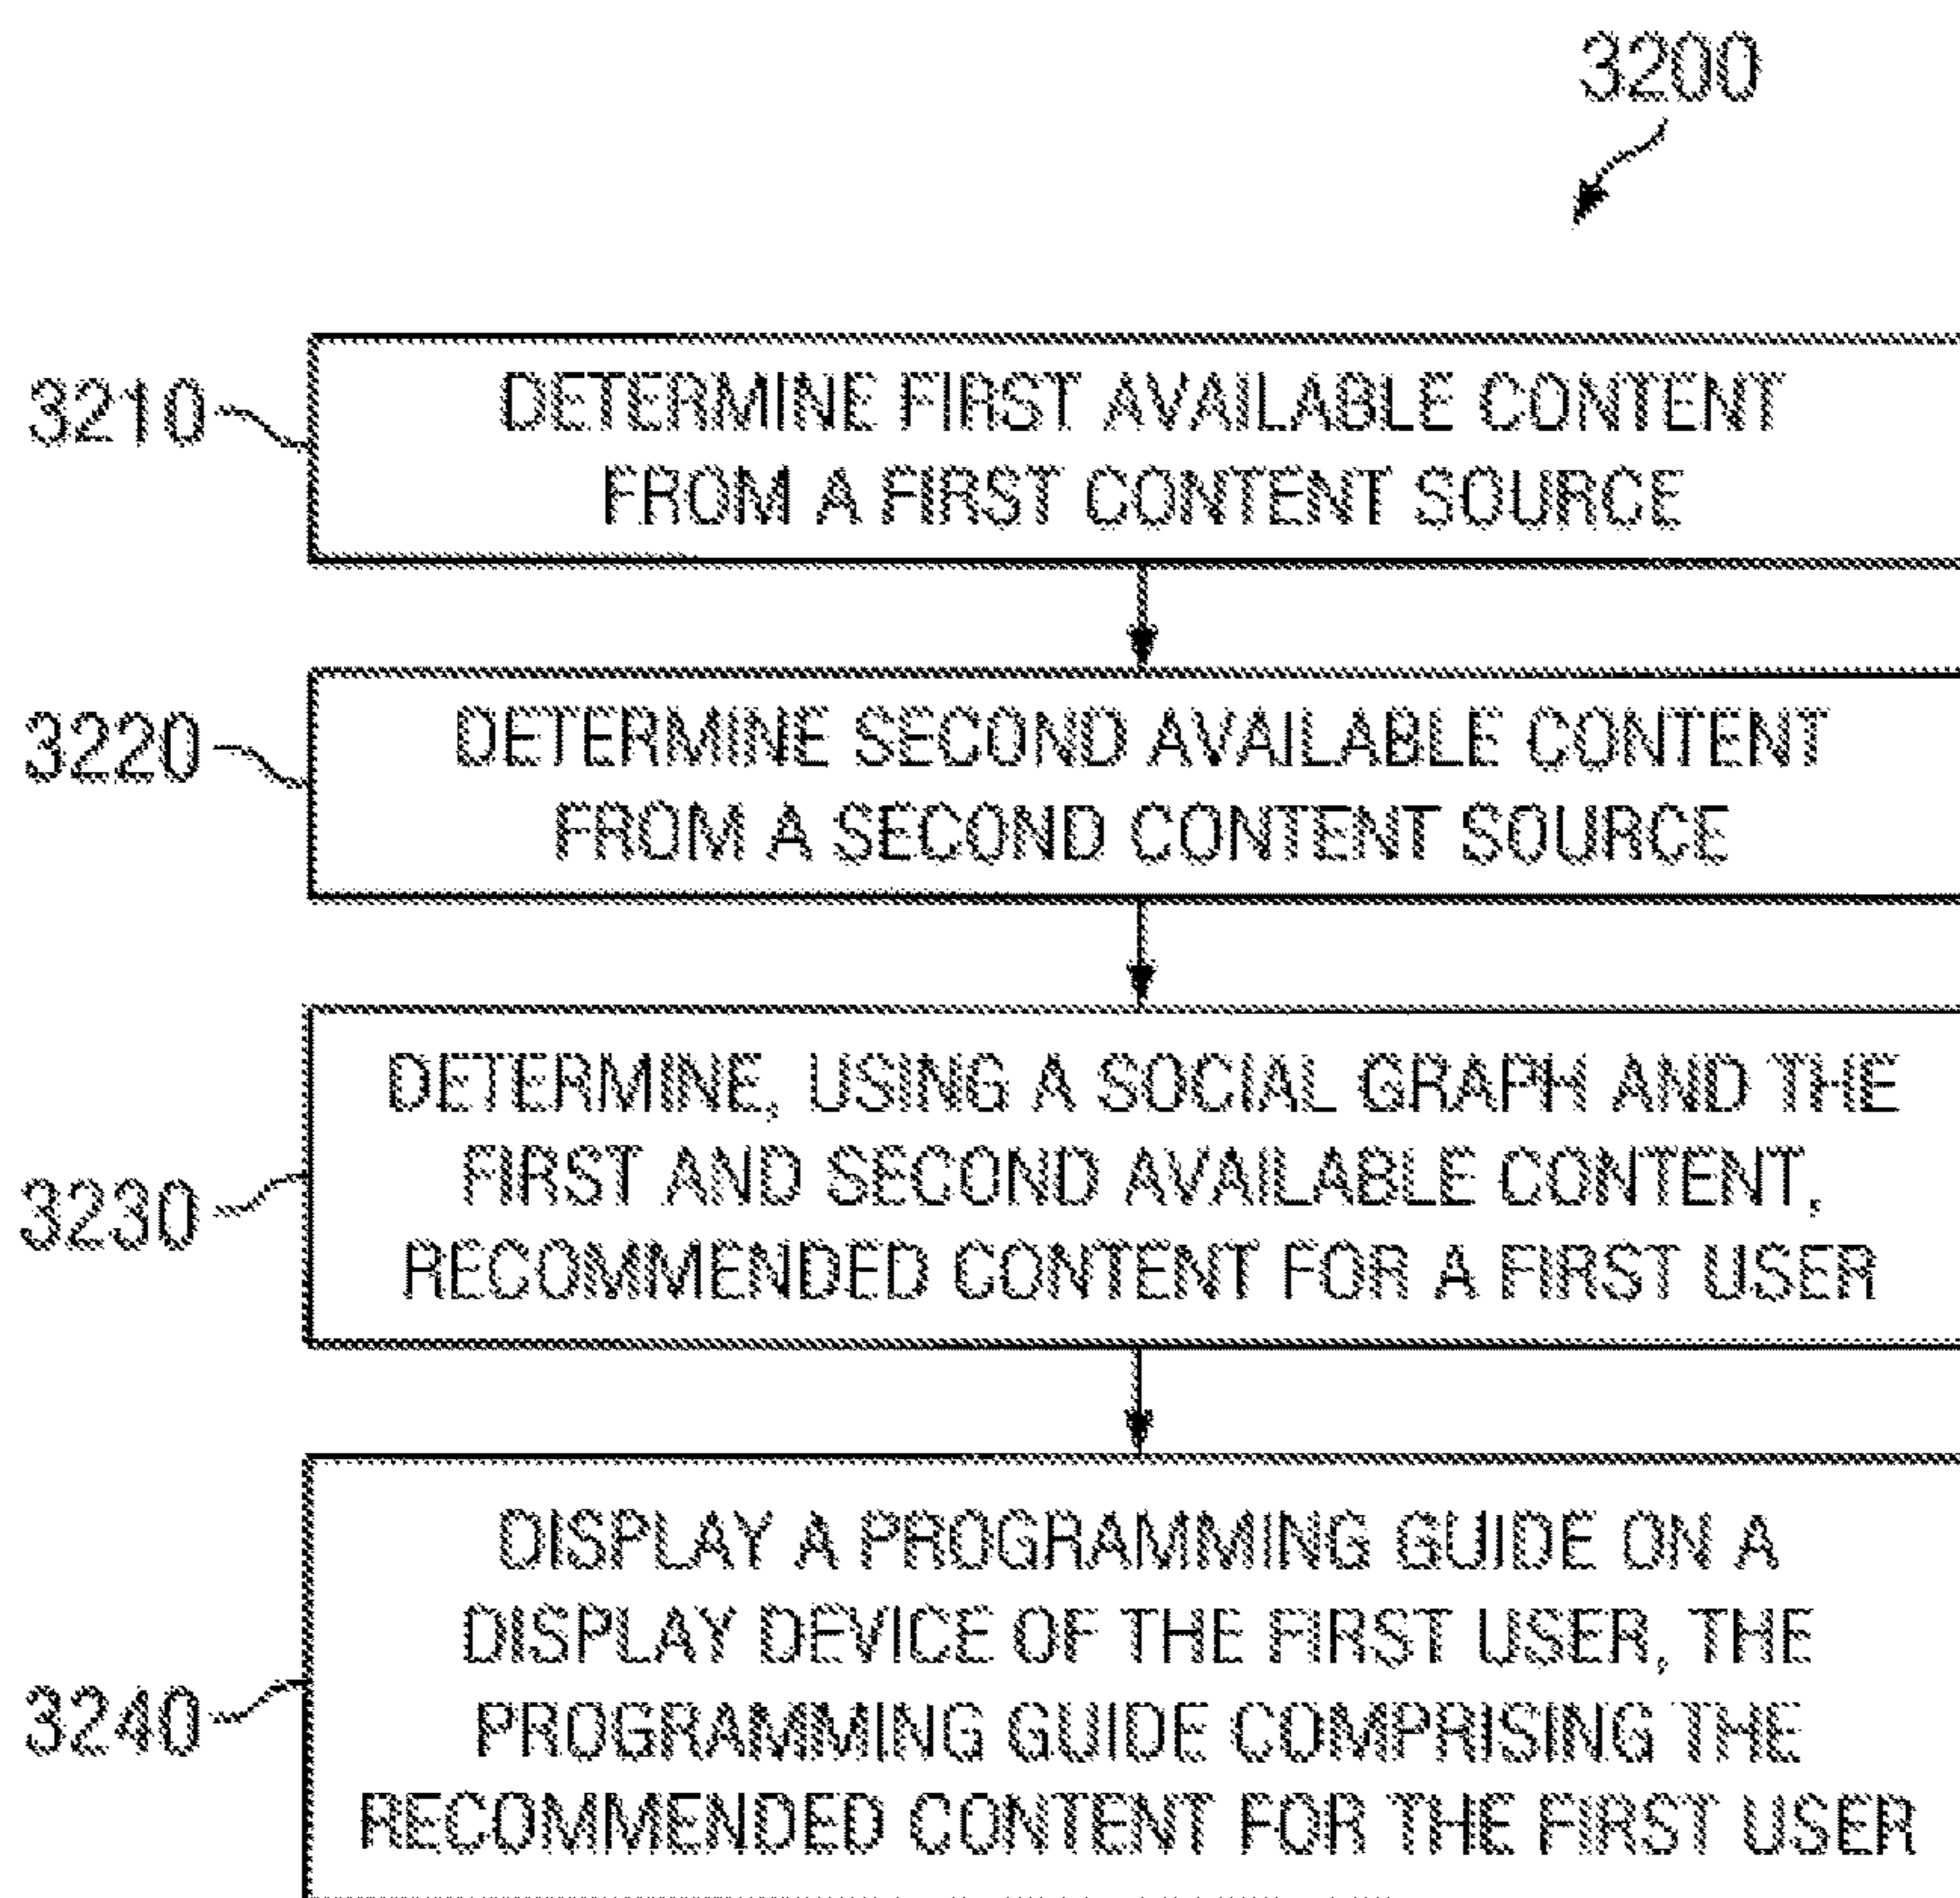 3200
3210
DETERMINE FIRST AVAILABLE CONTENT
FROM A FIRST CONTENT SOURCE
3220
DETERMINE SECOND AVAILABLE CONTENT
FROM A SECOND CONTENT SOURCE
3230
DETERMINE, USING A SOCIAL GRAPH AND THE
FIRST AND SECOND AVAILABLE CONTENT,
RECOMMENDED CONTENT FOR A FIRST USER
3240
DISPLAY A PROGRAMMING GUIDE ON A
DISPLAY DEVICE OF THE FIRST USER, THE
PROGRAMMING GUIDE COMPRISING THE
RECOMMENDED CONTENT FOR THE FIRST USER